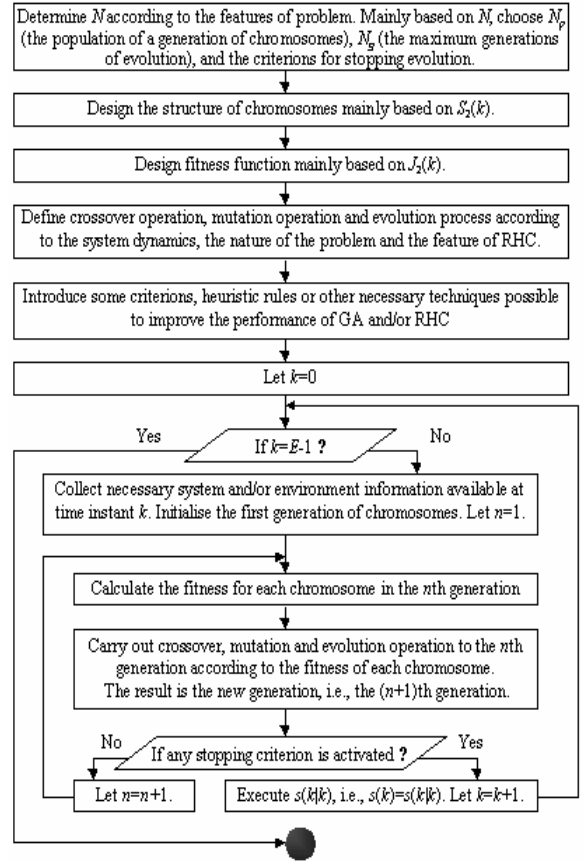 Determine N according to the features of problem. Mainly based on N, choose Np
(the population of a generation of chromosomes), Ng (the maximum generations
of evolution), and the criterions for stopping evolution.
Design the structure of chromosomes mainly based on S2(k).
Design fitness function mainly based on J2(k).
Define crossover operation, mutation operation and evolution process according
to the system dynamics, the nature of the problem and the feature of RHC.
Introduce some criterions, heuristic rules or other necessary techniques possible
to improve the performance of GA and/or RHC
Let k=0
Yes
If k=E-1 ?
No
Collect necessary system and/or environment information available at
time instant k. Initialise the first generation of chromosomes. Let n=1.
Calculate the fitness for each chromosome in the nth generation
Carry out crossover, mutation and evolution operation to the nth
generation according to the fitness of each chromosome.
The result is the new generation, i.e., the (n+1)th generation.
No
If any stopping criterion is activated ?
Yes
Let n=n+1.
Execute s(k|k), i.e., s(k)=s(k|k). Let k=k+1.